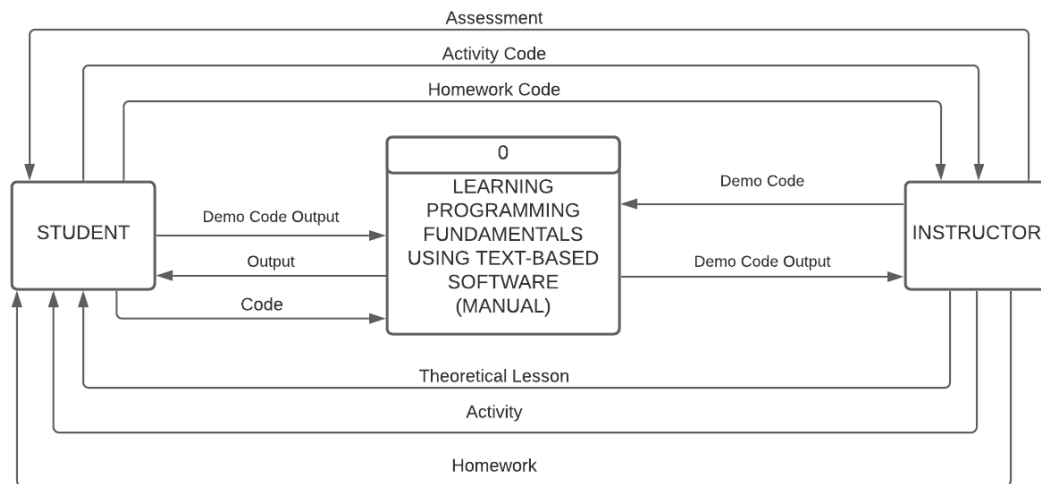 Assessment
Activity Code
Homework Code
0
LEARNING
PROGRAMMING
FUNDAMENTALS
USING TEXT-BASED
SOFTWARE
(MANUAL)
STUDENT
Demo Code Output
Output
Code
Demo Code
Demo Code Output
INSTRUCTOR
Theoretical Lesson
Activity
Homework